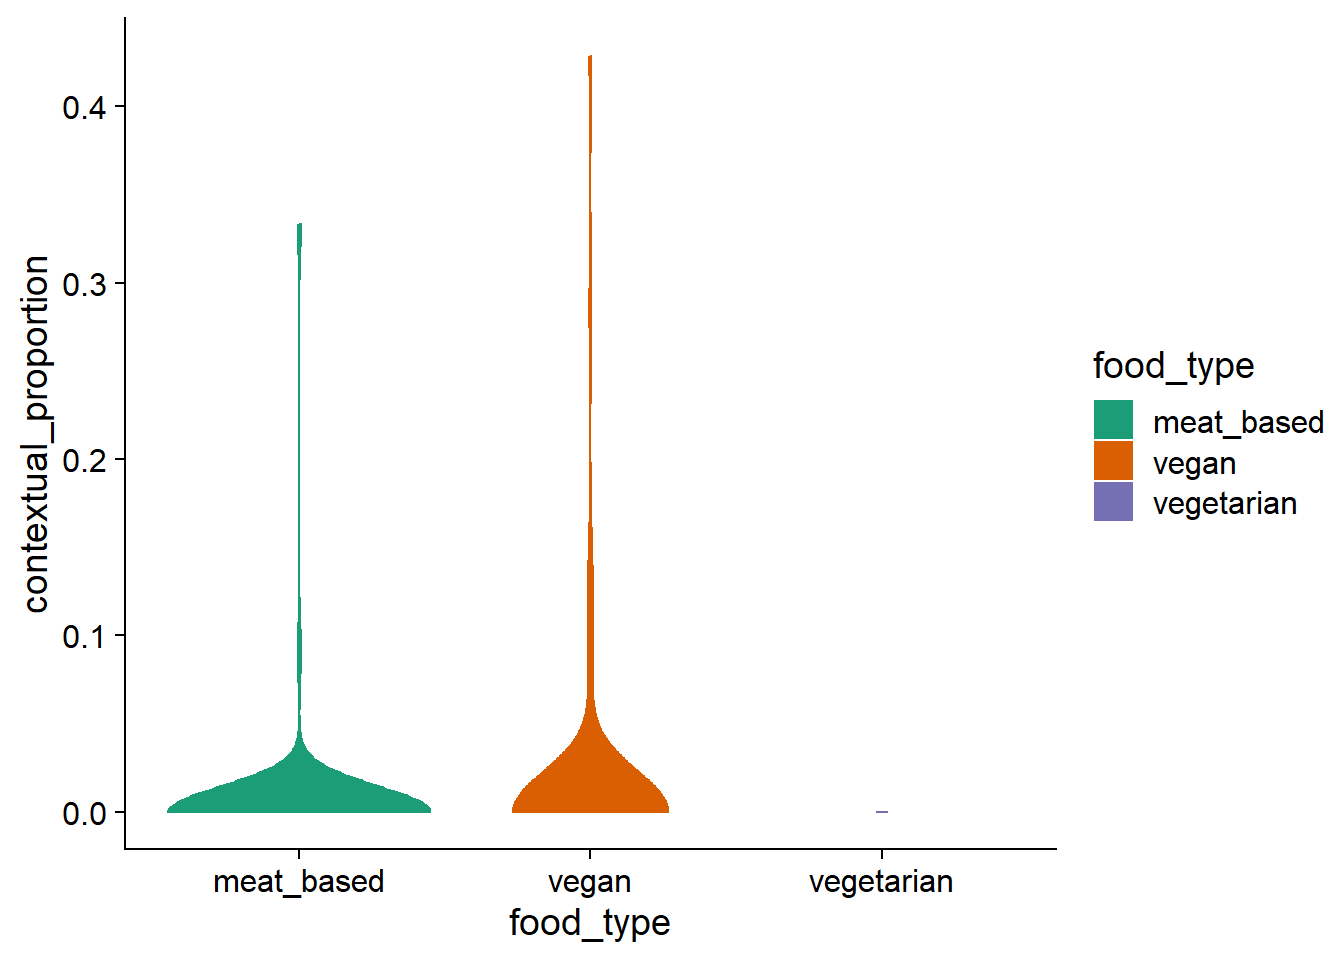 contextual_proportion
0.4
0.3
0.2
0.1
0.0
meat_based
vegan
vegetarian
food_type
food_type
meat_based
vegan
vegetarian